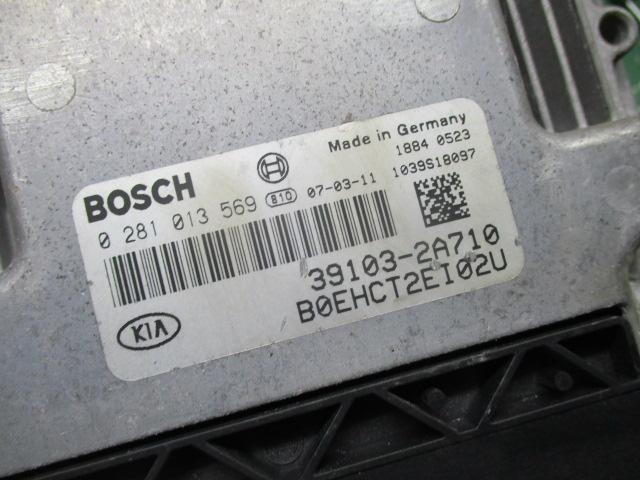 Made in Germany
1884 0523
1039S18097
BOSCH
0 281 013 569 B10 07-03-11
39103-2A710
B0EHCT2EI02U
KIA